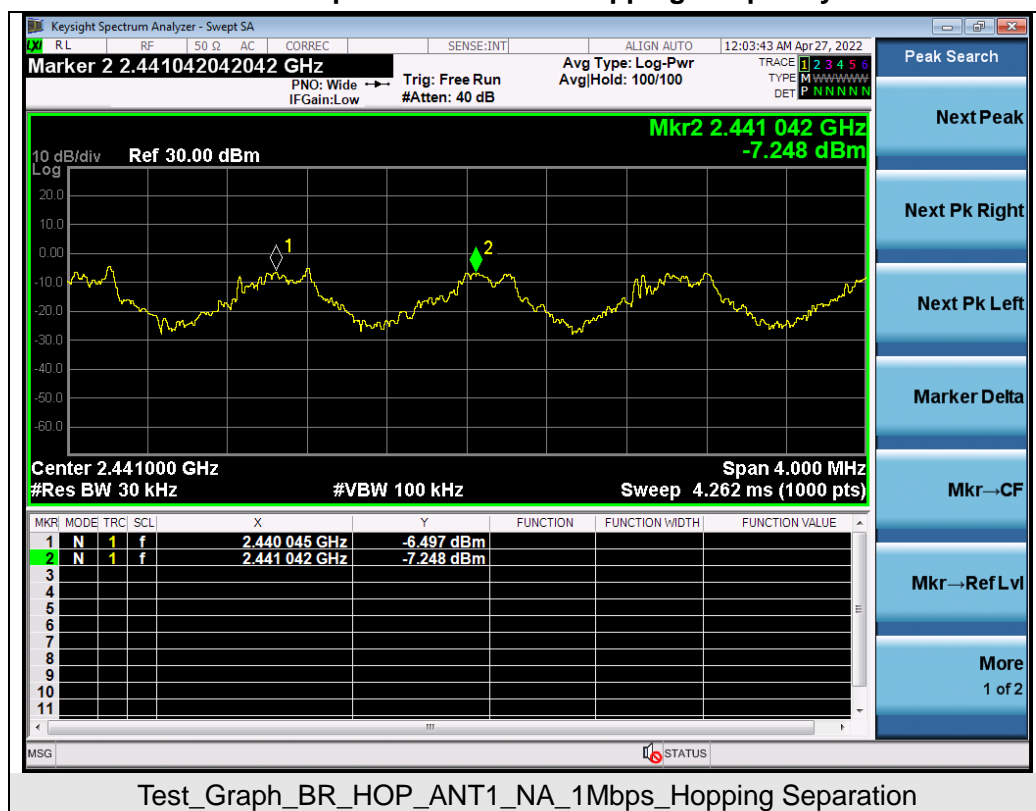 Keysight Spectrum Analyzer - Swept SA
LXI RL RF 50 Ω AC CORREC SENSE:INT ALIGN AUTO 12:03:43 AM Apr 27, 2022
Marker 2 2.441042042042 GHz
PNO: Wide
IFGain:Low
Trig: Free Run
#Atten: 40 dB
Avg Type: Log-Pwr
Avg|Hold: 100/100
TRACE 1 2 3 4 5 6
TYPE M WWWWW
DET P N N N N N
Mkr2 2.441 042 GHz
-7.248 dBm
10 dB/div Ref 30.00 dBm
Log
20.0
10.0
0.00
-10.0
-20.0
-30.0
-40.0
-50.0
-60.0
1
2
Center 2.441000 GHz Span 4.000 MHz
#Res BW 30 kHz #VBW 100 kHz Sweep 4.262 ms (1000 pts)
MKR MODE TRC SCL X Y FUNCTION FUNCTION WIDTH FUNCTION VALUE
1 N 1 f 2.440 045 GHz -6.497 dBm
2 N 1 f 2.441 042 GHz -7.248 dBm
3
4
5
6
7
8
9
10
11
MSG STATUS
Peak Search
Next Peak
Next Pk Right
Next Pk Left
Marker Delta
Mkr→CF
Mkr→Ref Lvl
More
1 of 2
Test_Graph_BR_HOP_ANT1_NA_1Mbps_Hopping Separation